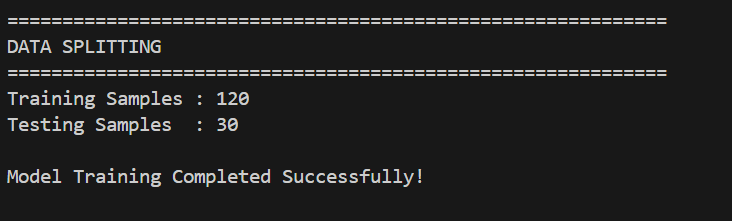 ============================================================
DATA SPLITTING
============================================================
Training Samples : 120
Testing Samples  : 30
Model Training Completed Successfully!